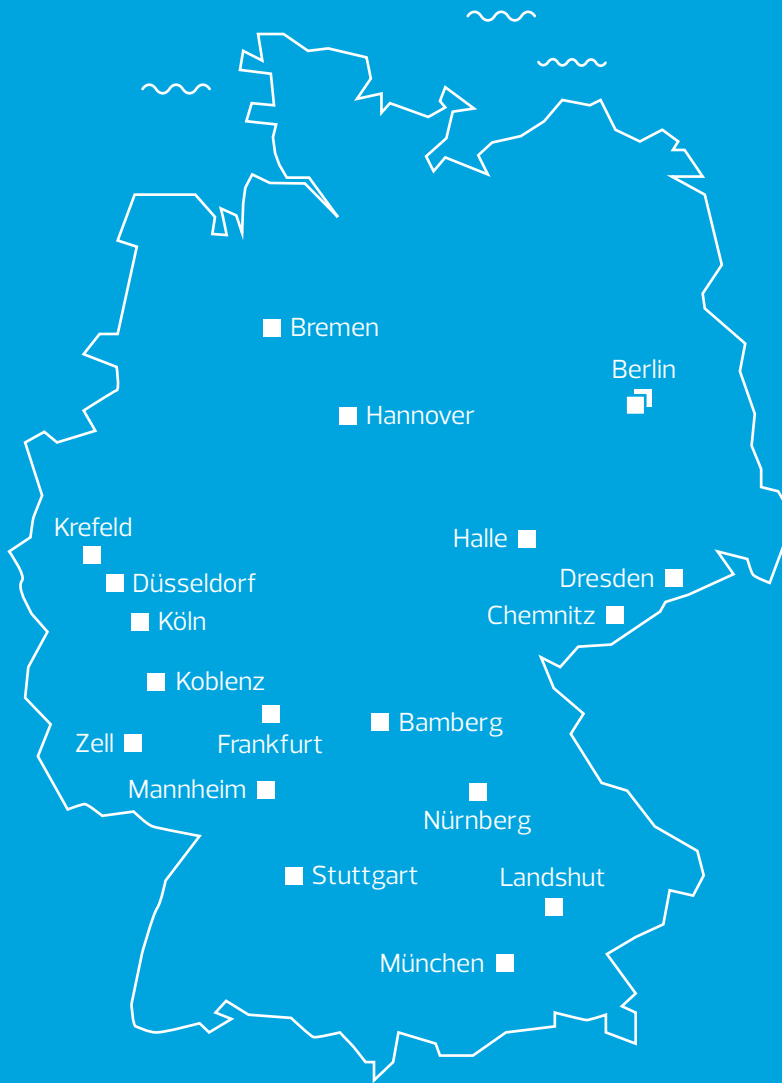 Bremen
Berlin
Hannover
Krefeld
Halle
Düsseldorf
Dresden
Chemnitz
Köln
Koblenz
Bamberg
Zell
Frankfurt
Mannheim
Nürnberg
Stuttgart
Landshut
München